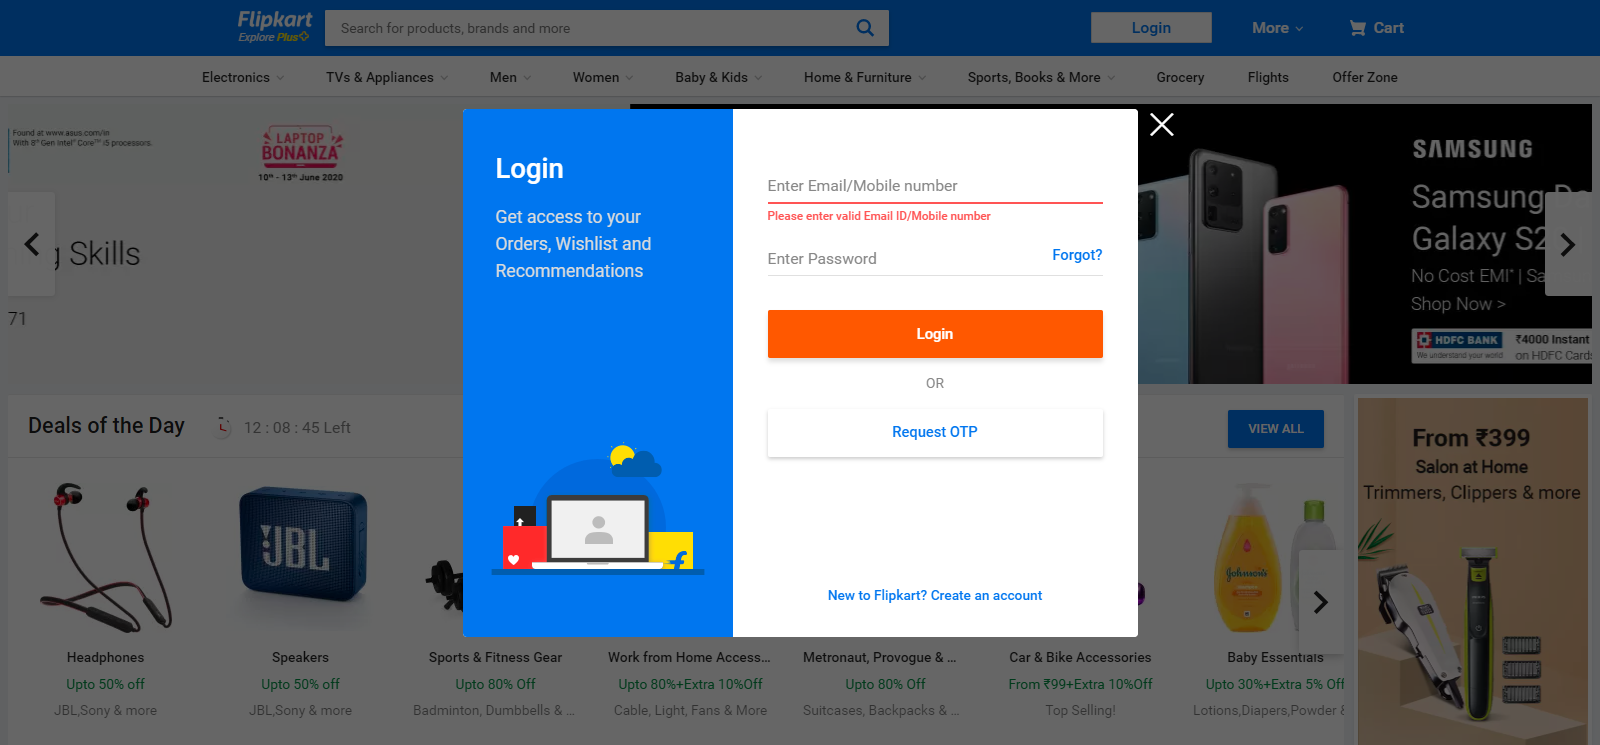 Flipkart
Explore Plus
Search for products, brands and more
Login
More
Cart
Electronics
TVs & Appliances
Men
Women
Baby & Kids
Home & Furniture
Sports, Books & More
Grocery
Flights
Offer Zone
Found at www.asus.com/in
With 8th Gen Intel® Core™ i5 processors.
LAPTOP
BONANZA
10th - 13th June 2020
g Skills
71
Login
Get access to your
Orders, Wishlist and
Recommendations
Enter Email/Mobile number
Please enter valid Email ID/Mobile number
Enter Password
Forgot?
Login
OR
Request OTP
New to Flipkart? Create an account
SAMSUNG
Samsung
Galaxy S2
No Cost EMI* |
Shop Now >
HDFC BANK
We understand your world
₹4000 Instant
on HDFC Cards
Deals of the Day
12 : 08 : 45 Left
VIEW ALL
JBL
Johnson's
Headphones
Upto 50% off
JBL,Sony & more
Speakers
Upto 50% off
JBL,Sony & more
Sports & Fitness Gear
Upto 80% Off
Badminton, Dumbbells & ...
Work from Home Access...
Upto 80%+Extra 10%Off
Cable, Light, Fans & More
Metronaut, Provogue & ...
Upto 80% Off
Suitcases, Backpacks & ...
Car & Bike Accessories
From ₹99+Extra 10%Off
Top Selling!
Baby Essentials
Upto 30%+Extra 5% Off
Lotions,Diapers,Powder &
From ₹399
Salon at Home
Trimmers, Clippers & more